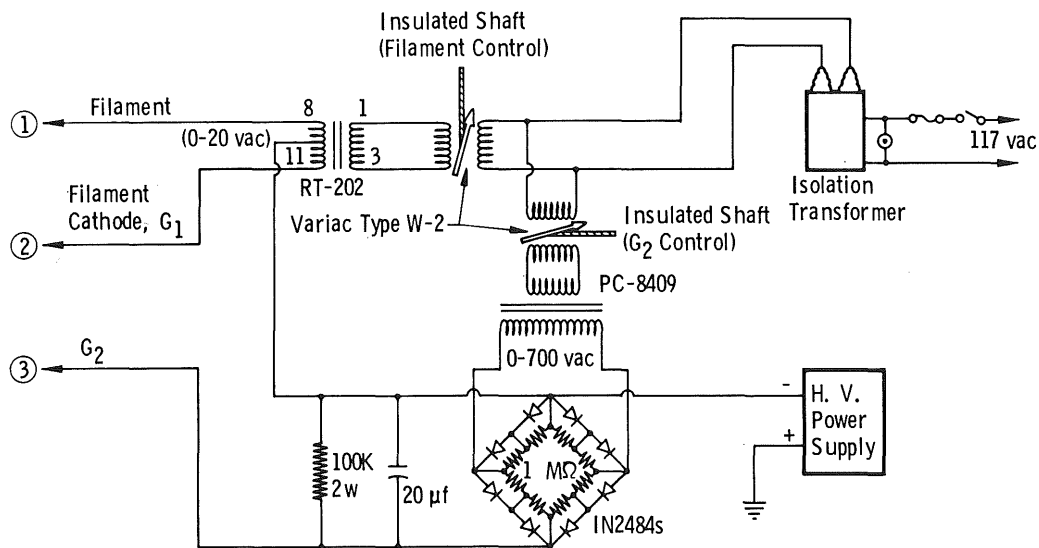 Insulated Shaft
(Filament Control)
①
Filament
8
1
(0-20 vac)
11
3
RT-202
Filament
Cathode, G1
②
Variac Type W-2
Insulated Shaft
(G2 Control)
Isolation
Transformer
117 vac
PC-8409
③
G2
0-700 vac
-
H. V.
Power
Supply
+
100K
2w
20 µf
1 MΩ
IN2484s